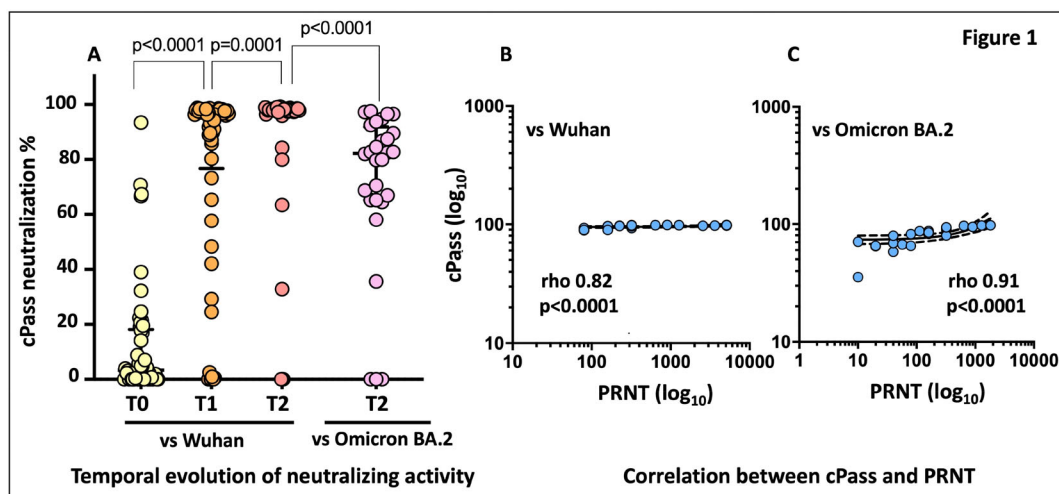 Figure 1
A
p<0.0001
p=0.0001
p<0.0001
cPass neutralization %
100
80
60
40
20
0
T0
T1
T2
T2
vs Wuhan
vs Omicron BA.2
Temporal evolution of neutralizing activity
B
vs Wuhan
cPass (log10)
1000
100
10
rho 0.82
p<0.0001
10
100
1000
10000
PRNT (log10)
C
vs Omicron BA.2
1000
100
10
rho 0.91
p<0.0001
10
100
1000
10000
PRNT (log10)
Correlation between cPass and PRNT